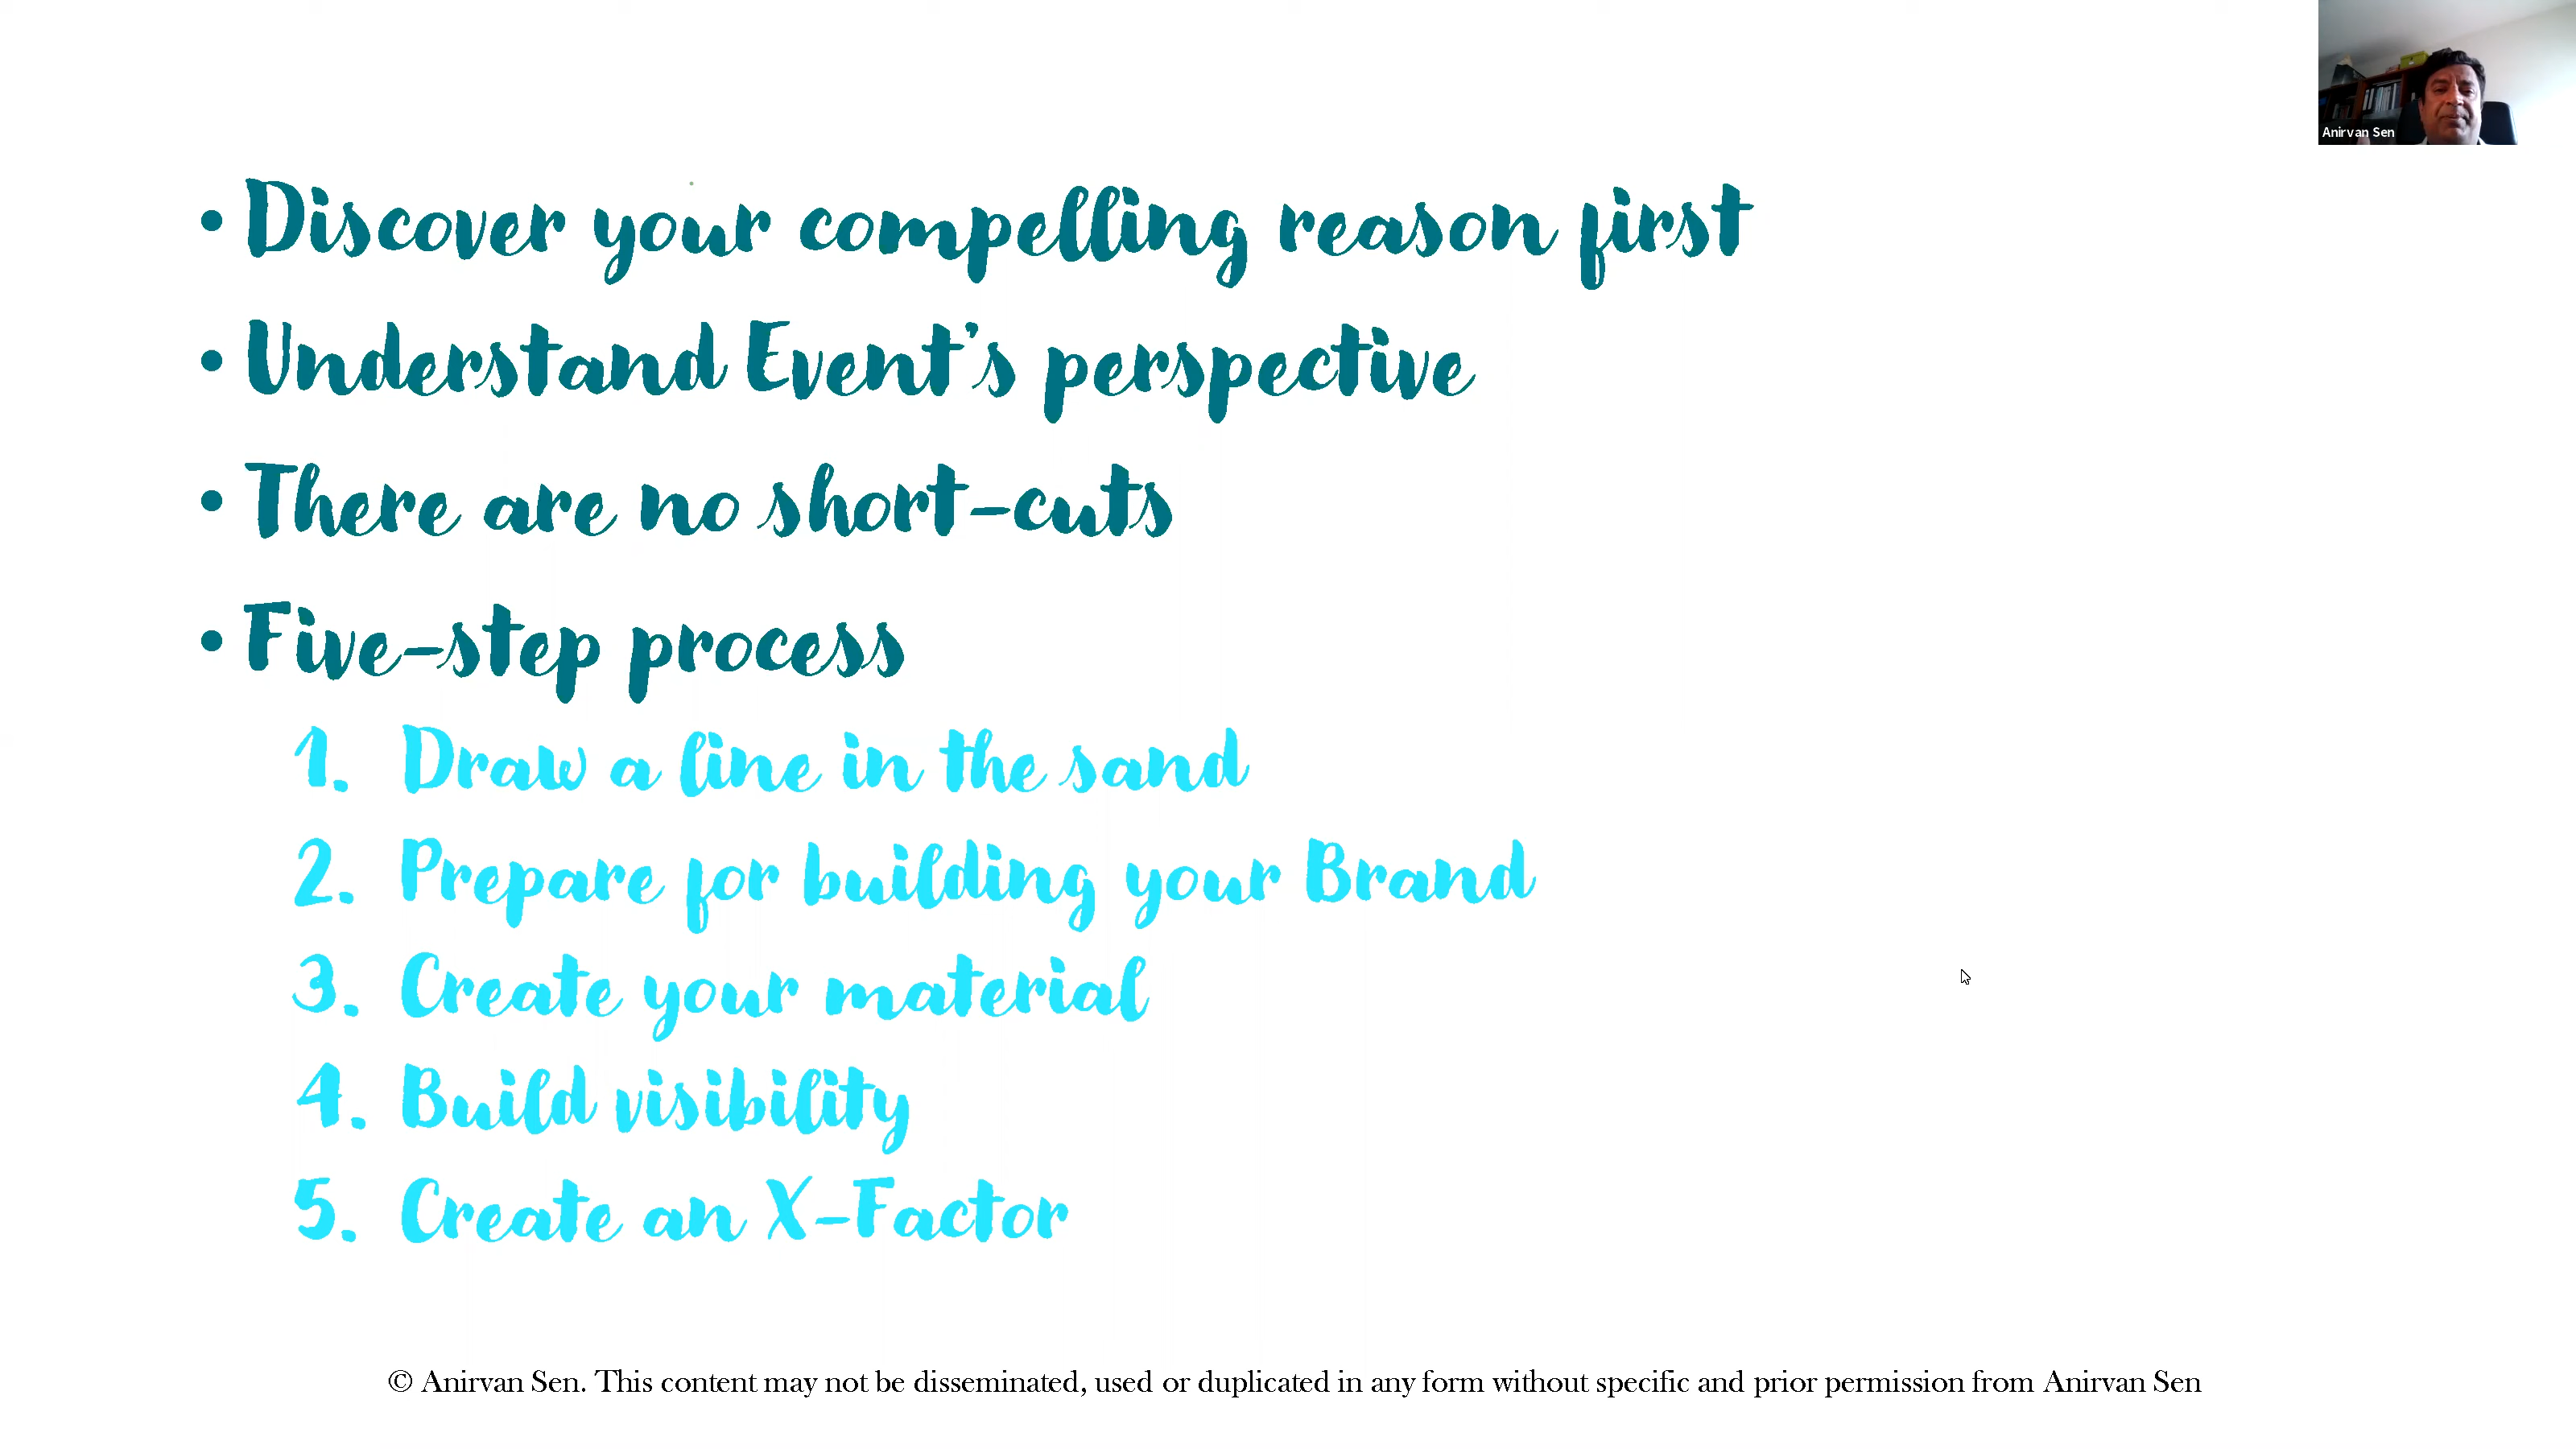 Anirvan Sen
• Discover your compelling reason first
• Understand Event's perspective
• There are no short-cuts
• Five-step process
1. Draw a line in the sand
2. Prepare for building your Brand
3. Create your material
4. Build visibility
5. Create an X-Factor
© Anirvan Sen. This content may not be disseminated, used or duplicated in any form without specific and prior permission from Anirvan Sen